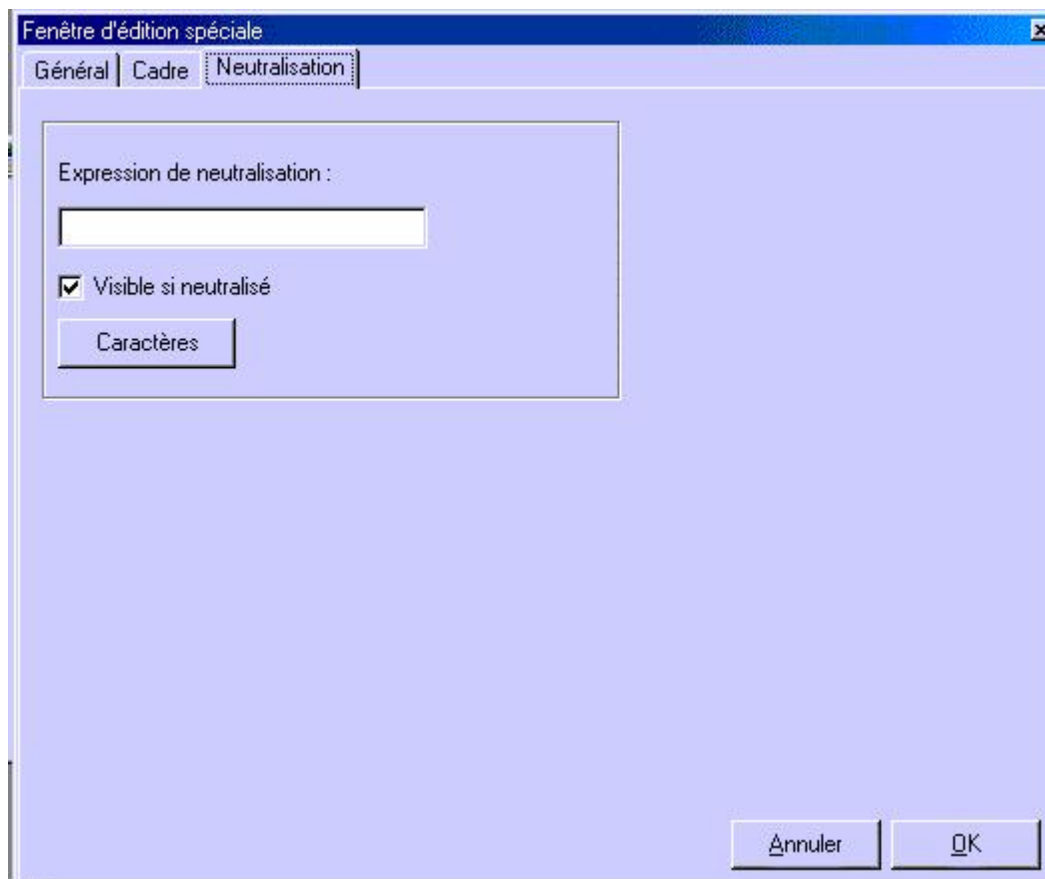 Fenêtre d'édition spéciale
Général Cadre Neutralisation
Expression de neutralisation :
Visible si neutralisé
Caractères
Annuler OK